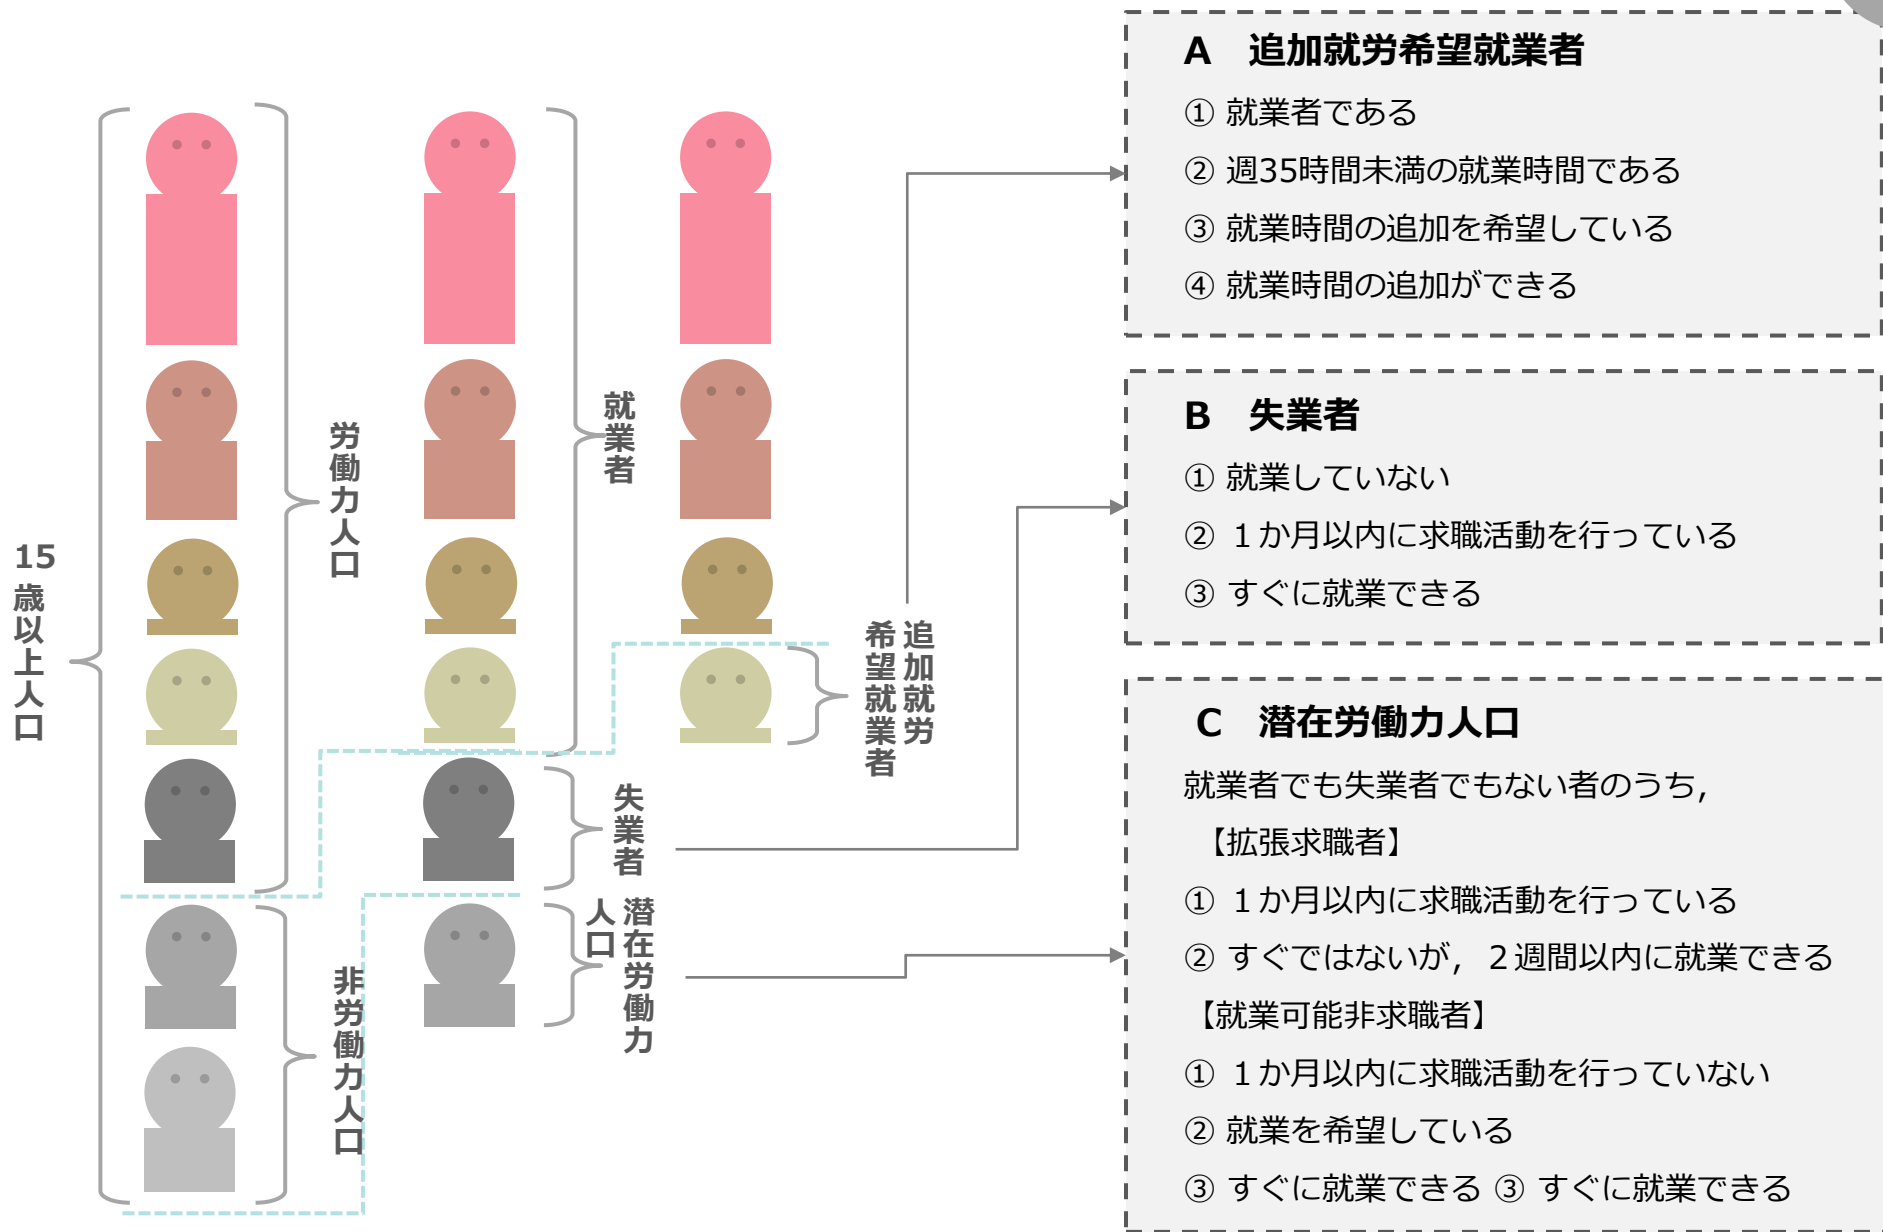 15歳以上人口
労働力人口
非労働力人口
就業者
失業者
潜在労働力
人口
追加就労
希望就業者
A 追加就労希望就業者
① 就業者である
② 週35時間未満の就業時間である
③ 就業時間の追加を希望している
④ 就業時間の追加ができる
B 失業者
① 就業していない
② １か月以内に求職活動を行っている
③ すぐに就業できる
C 潜在労働力人口
就業者でも失業者でもない者のうち，
【拡張求職者】
① １か月以内に求職活動を行っている
② すぐではないが，２週間以内に就業できる
【就業可能非求職者】
① １か月以内に求職活動を行っていない
② 就業を希望している
③ すぐに就業できる ③ すぐに就業できる